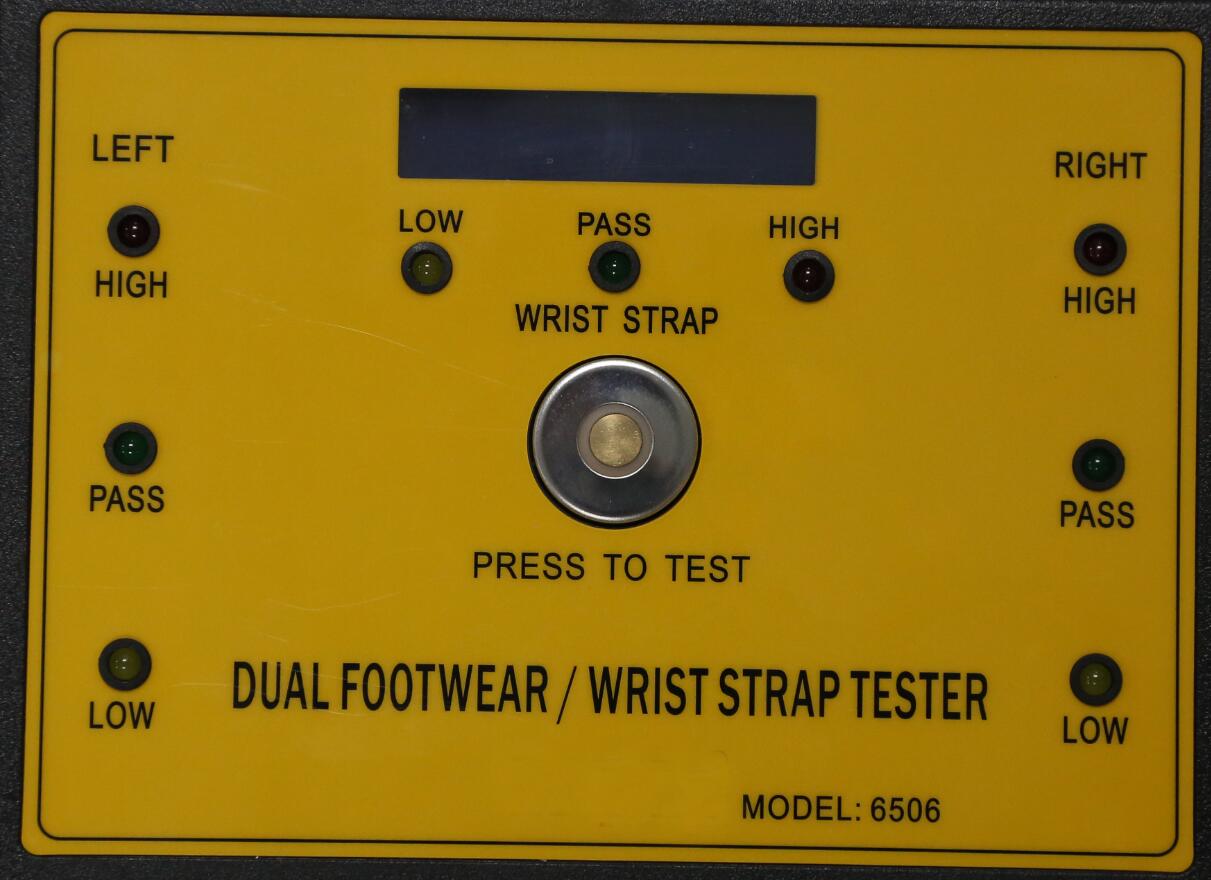 LEFT
RIGHT
LOW PASS HIGH
HIGH
HIGH
WRIST STRAP
PASS
PASS
PRESS TO TEST
DUAL FOOTWEAR / WRIST STRAP TESTER
LOW
LOW
MODEL: 6506